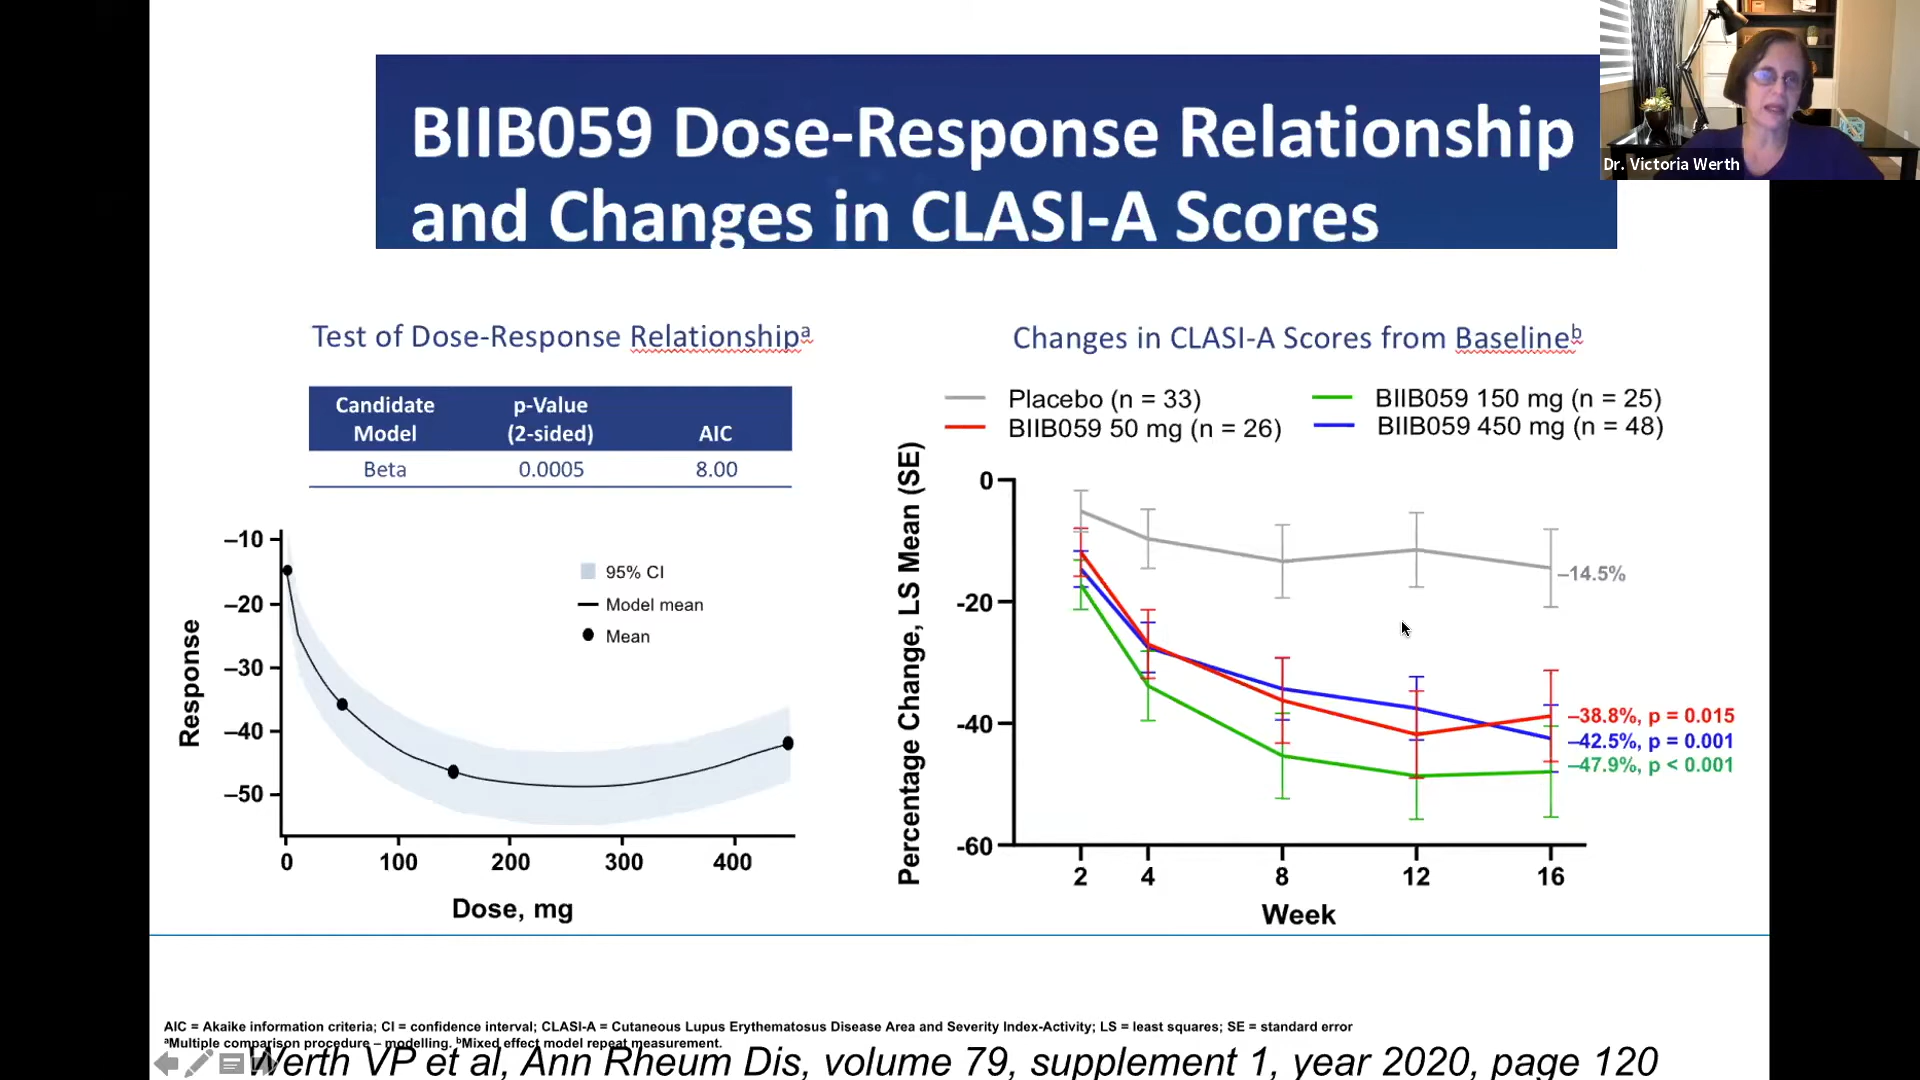 BIIB059 Dose-Response Relationship
and Changes in CLASI-A Scores
Dr. Victoria Werth
Test of Dose-Response Relationshipᵃ
Candidate Model p-Value (2-sided) AIC
Beta 0.0005 8.00
Response
–10
–20
–30
–40
–50
95% CI
Model mean
Mean
0 100 200 300 400
Dose, mg
Changes in CLASI-A Scores from Baselineᵇ
Placebo (n = 33)
BIIB059 150 mg (n = 25)
BIIB059 50 mg (n = 26)
BIIB059 450 mg (n = 48)
Percentage Change, LS Mean (SE)
0
-20
-40
-60
–14.5%
–38.8%, p = 0.015
–42.5%, p = 0.001
–47.9%, p < 0.001
2 4 8 12 16
Week
AIC = Akaike information criteria; CI = confidence interval; CLASI-A = Cutaneous Lupus Erythematosus Disease Area and Severity Index-Activity; LS = least squares; SE = standard error
ᵃMultiple comparison procedure – modelling. ᵇMixed effect model repeat measurement.
Werth VP et al, Ann Rheum Dis, volume 79, supplement 1, year 2020, page 120